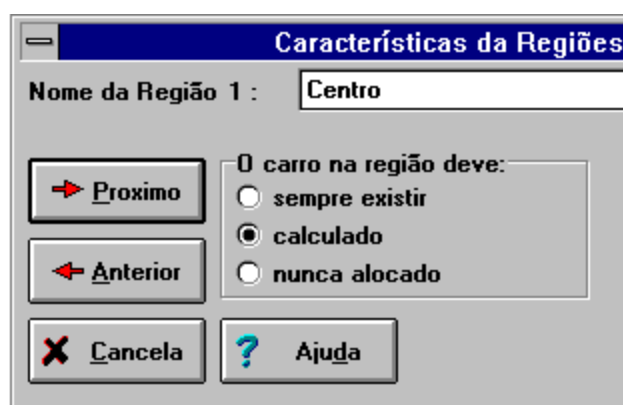 Características da Regiões
Nome da Região 1 : Centro
O carro na região deve:
Proximo
sempre existir
calculado
Anterior
nunca alocado
Cancela
? Ajuda